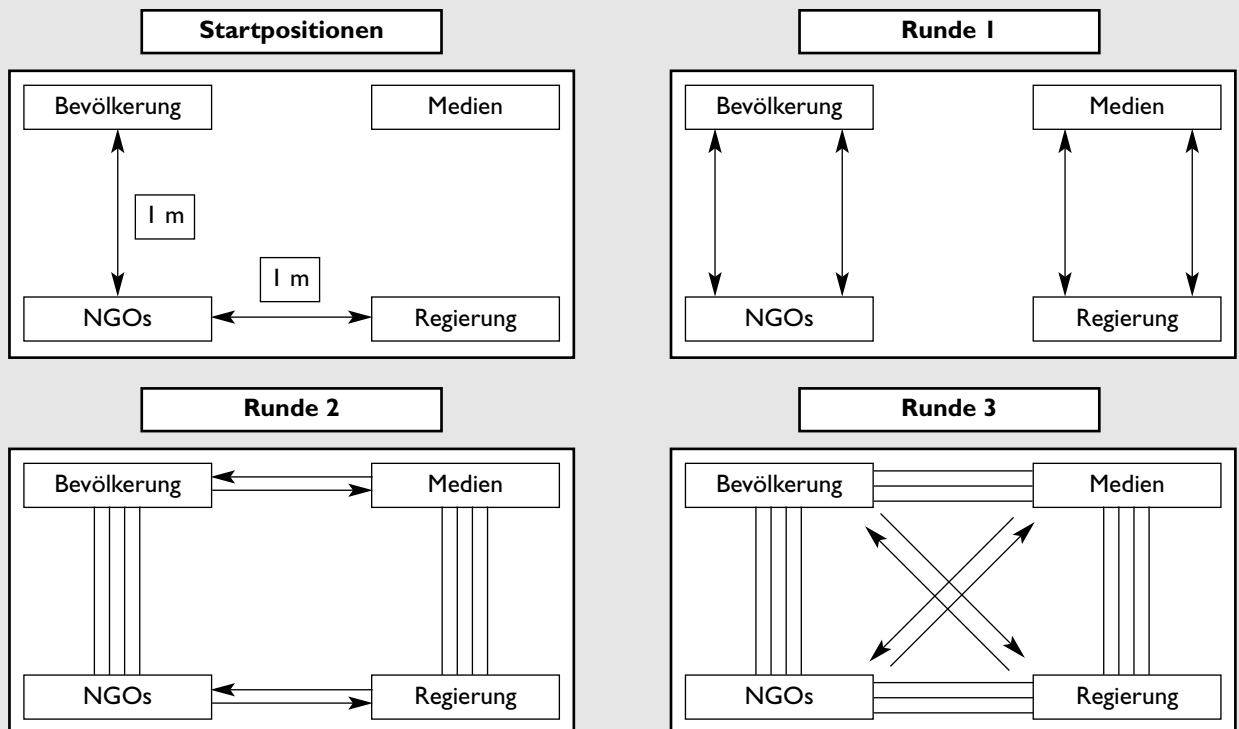 Startpositionen
Bevölkerung
Medien
1 m
1 m
NGOs
Regierung
Runde 1
Bevölkerung
Medien
NGOs
Regierung
Runde 2
Bevölkerung
Medien
NGOs
Regierung
Runde 3
Bevölkerung
Medien
NGOs
Regierung